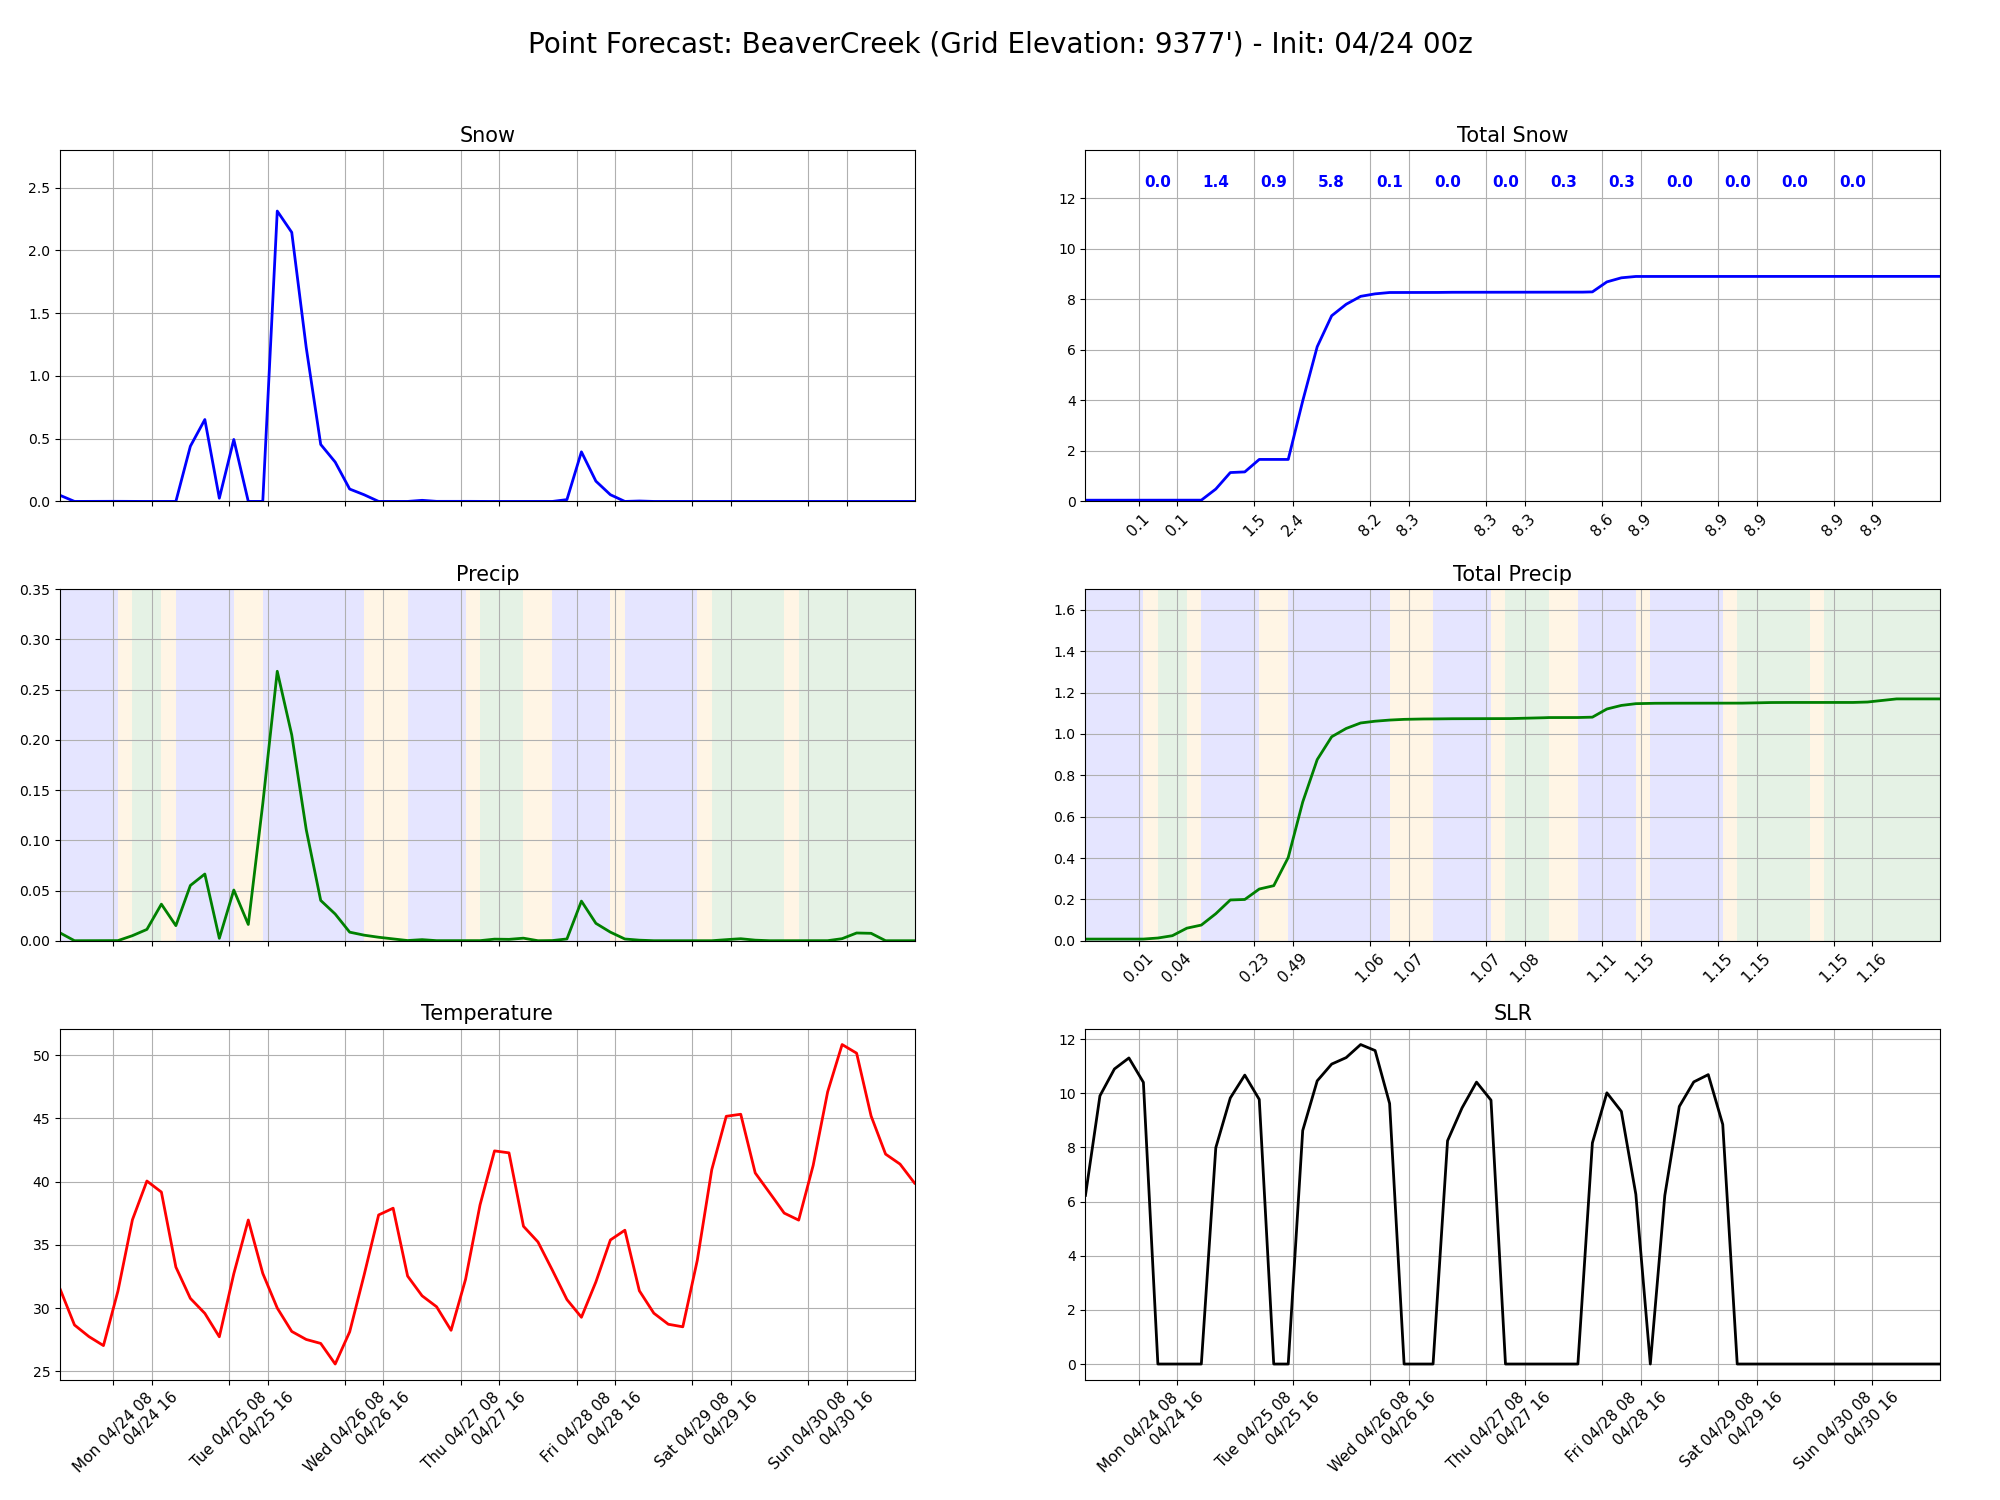 Point Forecast: BeaverCreek (Grid Elevation: 9377') - Init: 04/24 00z
Snow
2.5
2.0
1.5
1.0
0.5
0.0
Total Snow
0.0 1.4 0.9 5.8 0.1 0.0 0.0 0.3 0.3 0.0 0.0 0.0 0.0
12
10
8
6
4
2
0
0.1 0.1 1.5 2.4 8.2 8.3 8.3 8.3 8.6 8.9 8.9 8.9 8.9 8.9
Precip
0.35
0.30
0.25
0.20
0.15
0.10
0.05
0.00
Total Precip
1.6
1.4
1.2
1.0
0.8
0.6
0.4
0.2
0.0
0.01 0.04 0.23 0.49 1.06 1.07 1.07 1.08 1.11 1.15 1.15 1.15 1.15 1.16
Temperature
50
45
40
35
30
25
Mon 04/24 08
04/24 16
Tue 04/25 08
04/25 16
Wed 04/26 08
04/26 16
Thu 04/27 08
04/27 16
Fri 04/28 08
04/28 16
Sat 04/29 08
04/29 16
Sun 04/30 08
04/30 16
SLR
12
10
8
6
4
2
0
Mon 04/24 08
04/24 16
Tue 04/25 08
04/25 16
Wed 04/26 08
04/26 16
Thu 04/27 08
04/27 16
Fri 04/28 08
04/28 16
Sat 04/29 08
04/29 16
Sun 04/30 08
04/30 16